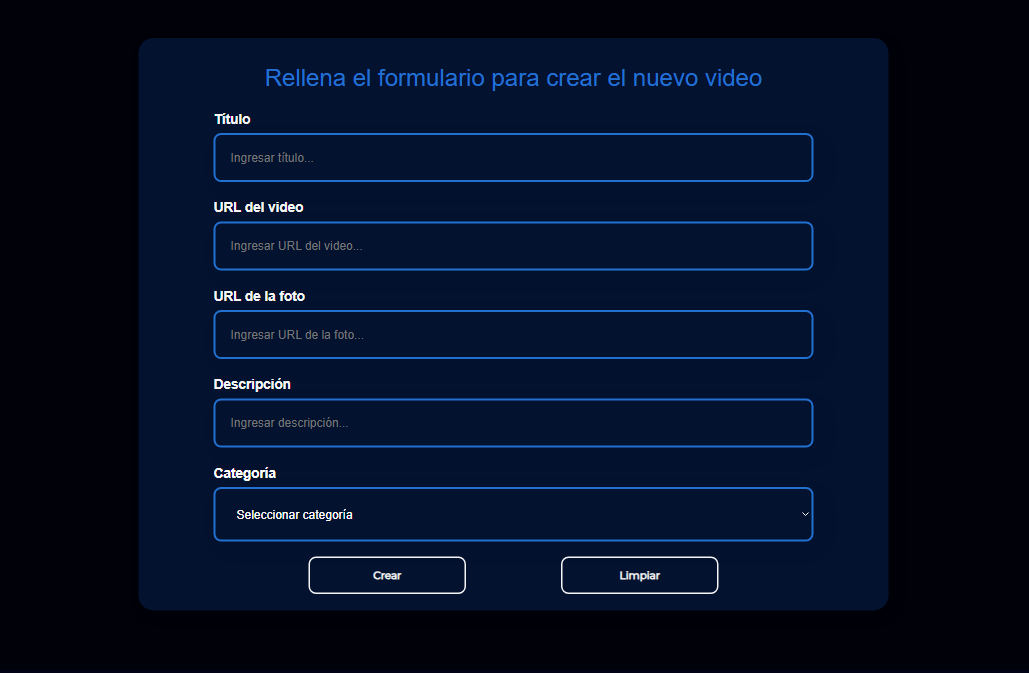 Rellena el formulario para crear el nuevo video
Título
Ingresar título...
URL del video
Ingresar URL del video...
URL de la foto
Ingresar URL de la foto...
Descripción
Ingresar descripción...
Categoría
Seleccionar categoría
Crear
Limpiar